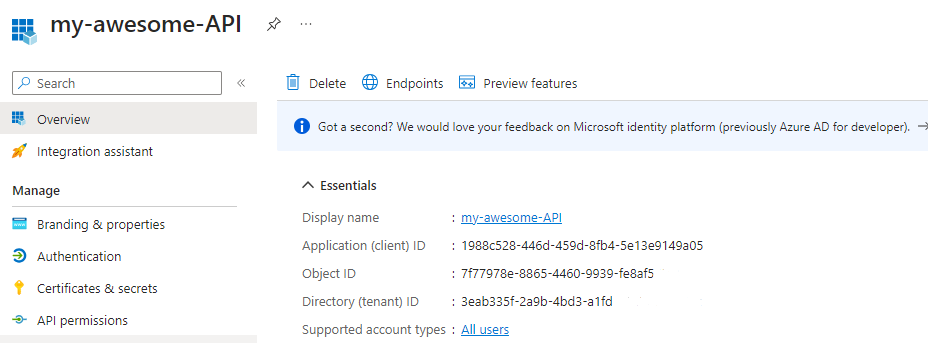 my-awesome-API
...
Search
«
Delete
Endpoints
Preview features
Overview
Got a second? We would love your feedback on Microsoft identity platform (previously Azure AD for developer). →
Integration assistant
Essentials
Manage
Display name : my-awesome-API
Branding & properties
Application (client) ID : 1988c528-446d-459d-8fb4-5e13e9149a05
Authentication
Object ID : 7f77978e-8865-4460-9939-fe8af5
Certificates & secrets
Directory (tenant) ID : 3eab335f-2a9b-4bd3-a1fd
API permissions
Supported account types : All users